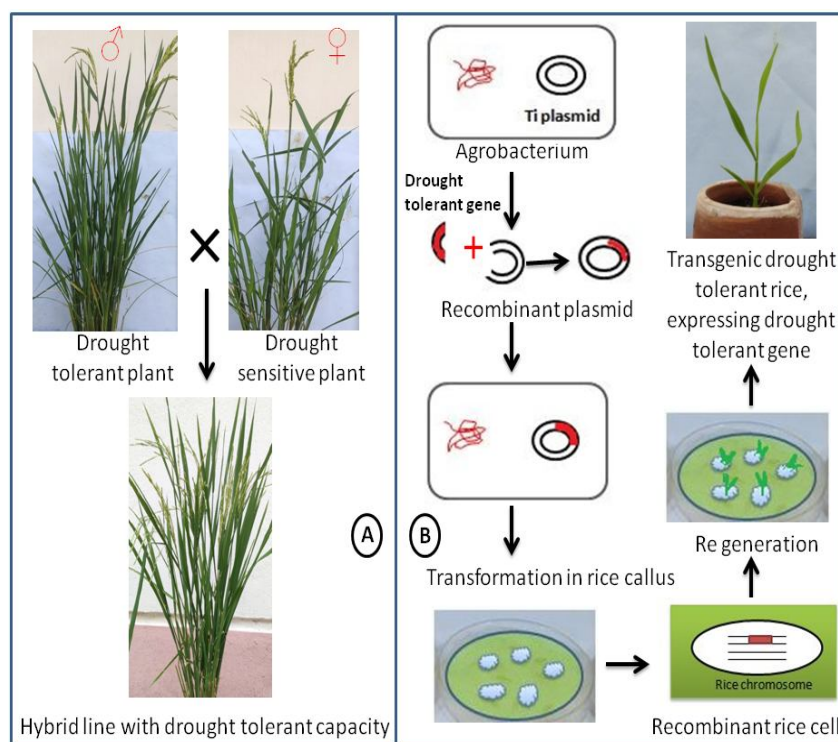 ♂
♀
×
Drought
tolerant plant
Drought
sensitive plant
A
Hybrid line with drought tolerant capacity
B
Ti plasmid
Agrobacterium
Drought
tolerant gene
+
Recombinant plasmid
Transformation in rice callus
Rice chromosome
Recombinant rice cell
Re generation
Transgenic drought
tolerant rice,
expressing drought
tolerant gene